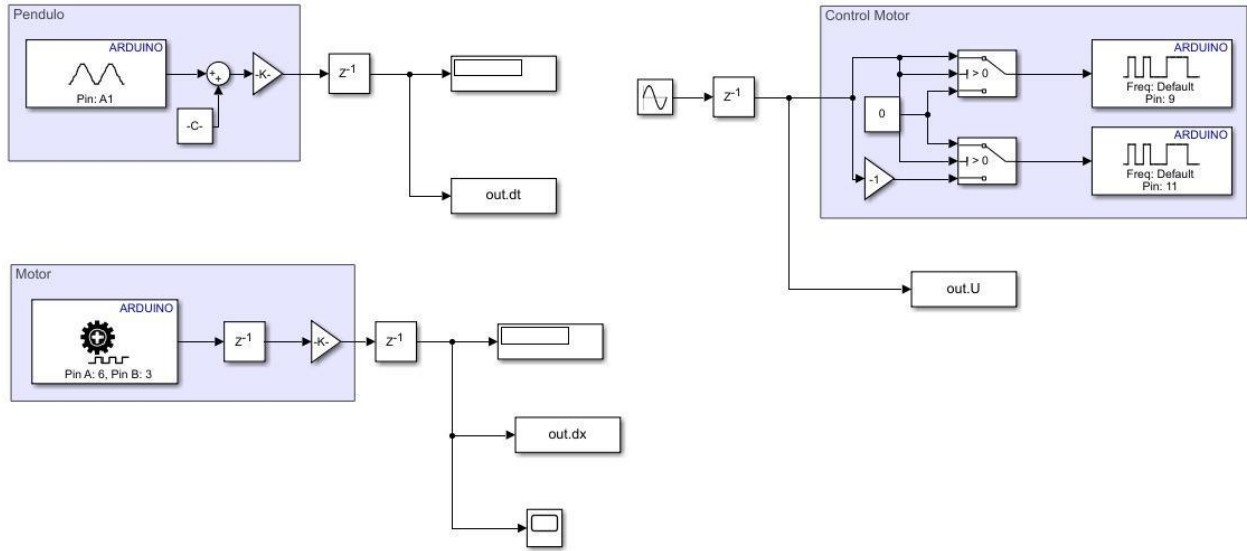 Pendulo
ARDUINO
Pin: A1
-C-
-K-
Z-1
out.dt
Motor
ARDUINO
Pin A: 6, Pin B: 3
Z-1
-K-
Z-1
out.dx
Z-1
Control Motor
> 0
0
> 0
-1
ARDUINO
Freq: Default
Pin: 9
ARDUINO
Freq: Default
Pin: 11
out.U